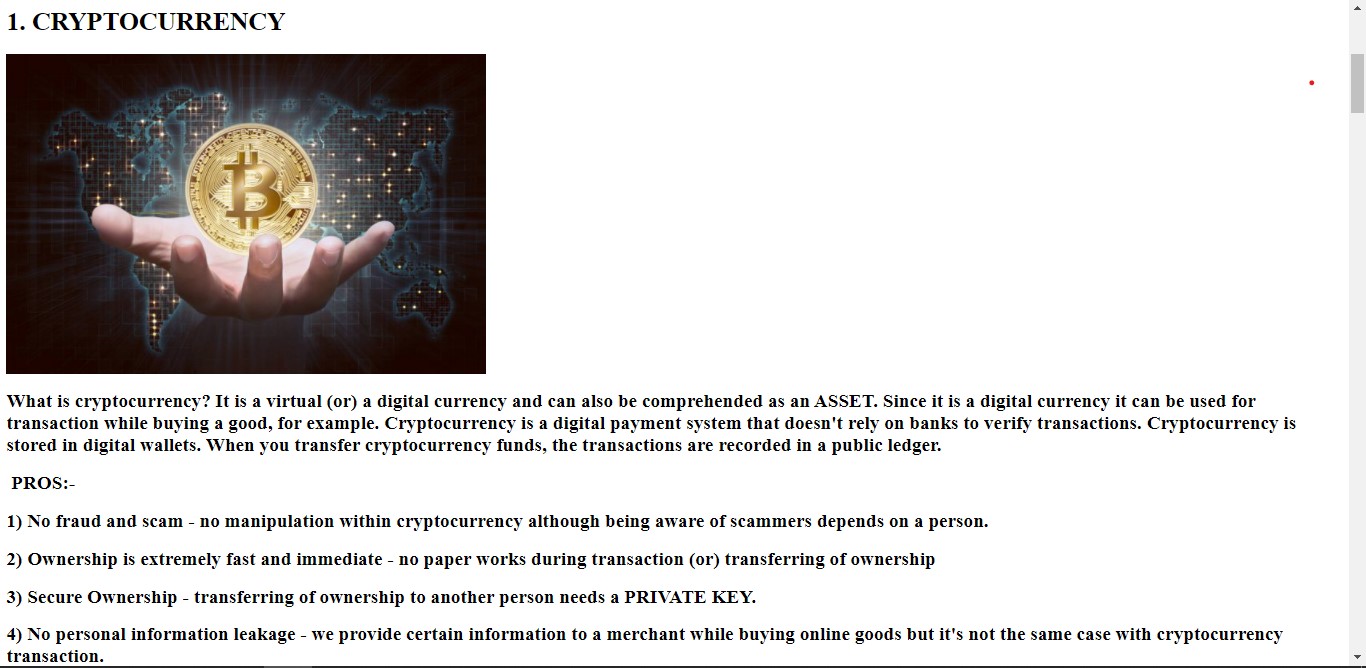 1. CRYPTOCURRENCY
What is cryptocurrency? It is a virtual (or) a digital currency and can also be comprehended as an ASSET. Since it is a digital currency it can be used for
transaction while buying a good, for example. Cryptocurrency is a digital payment system that doesn't rely on banks to verify transactions. Cryptocurrency is
stored in digital wallets. When you transfer cryptocurrency funds, the transactions are recorded in a public ledger.
PROS:-
1) No fraud and scam - no manipulation within cryptocurrency although being aware of scammers depends on a person.
2) Ownership is extremely fast and immediate - no paper works during transaction (or) transferring of ownership
3) Secure Ownership - transferring of ownership to another person needs a PRIVATE KEY.
4) No personal information leakage - we provide certain information to a merchant while buying online goods but it's not the same case with cryptocurrency
transaction.